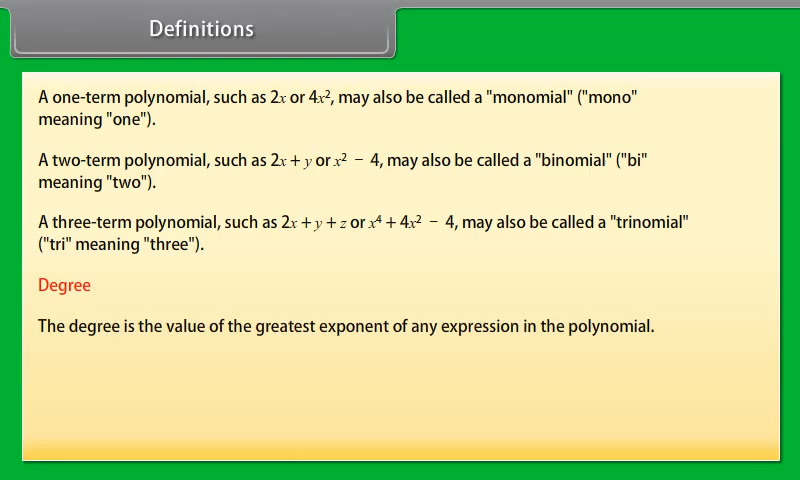 Definitions
A one-term polynomial, such as 2x or 4x², may also be called a "monomial" ("mono"
meaning "one").
A two-term polynomial, such as 2x + y or x² − 4, may also be called a "binomial" ("bi"
meaning "two").
A three-term polynomial, such as 2x + y + z or x⁴ + 4x² − 4, may also be called a "trinomial"
("tri" meaning "three").
Degree
The degree is the value of the greatest exponent of any expression in the polynomial.